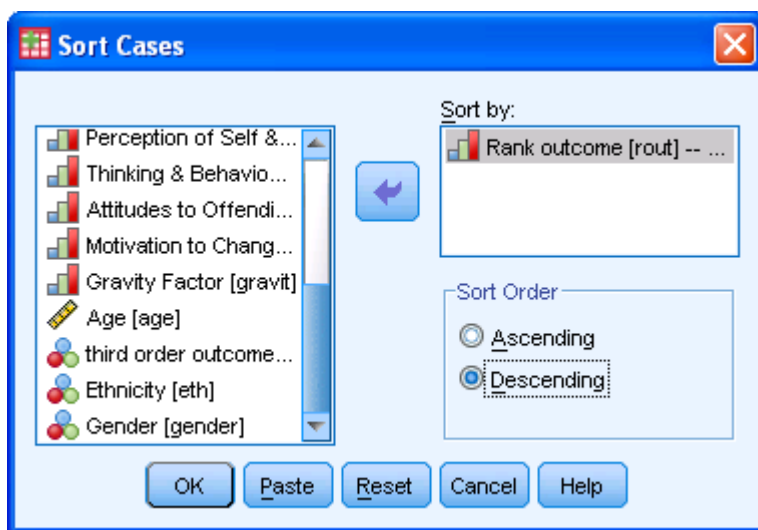 Sort Cases
Perception of Self &...
Thinking & Behavio...
Attitudes to Offendi...
Motivation to Chang...
Gravity Factor [gravit]
Age [age]
third order outcome...
Ethnicity [eth]
Gender [gender]
Sort by:
Rank outcome [rout] -- ...
Sort Order
Ascending
Descending
OK
Paste
Reset
Cancel
Help